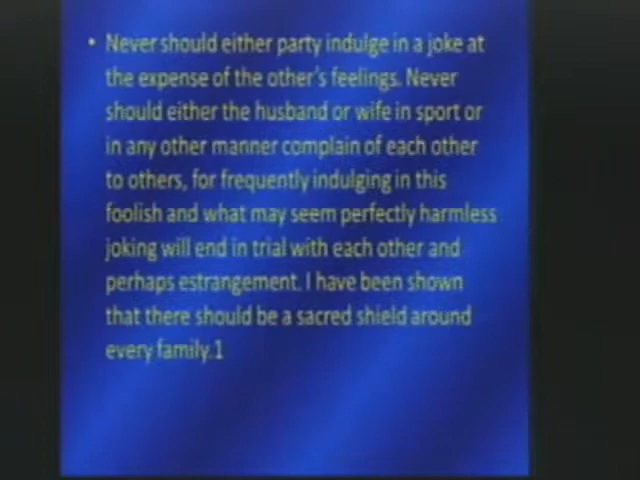 • Never should either party indulge in a joke at
the expense of the other's feelings. Never
should either the husband or wife in sport or
in any other manner complain of each other
to others, for frequently indulging in this
foolish and what may seem perfectly harmless
joking will end in trial with each other and
perhaps estrangement. I have been shown
that there should be a sacred shield around
every family.1